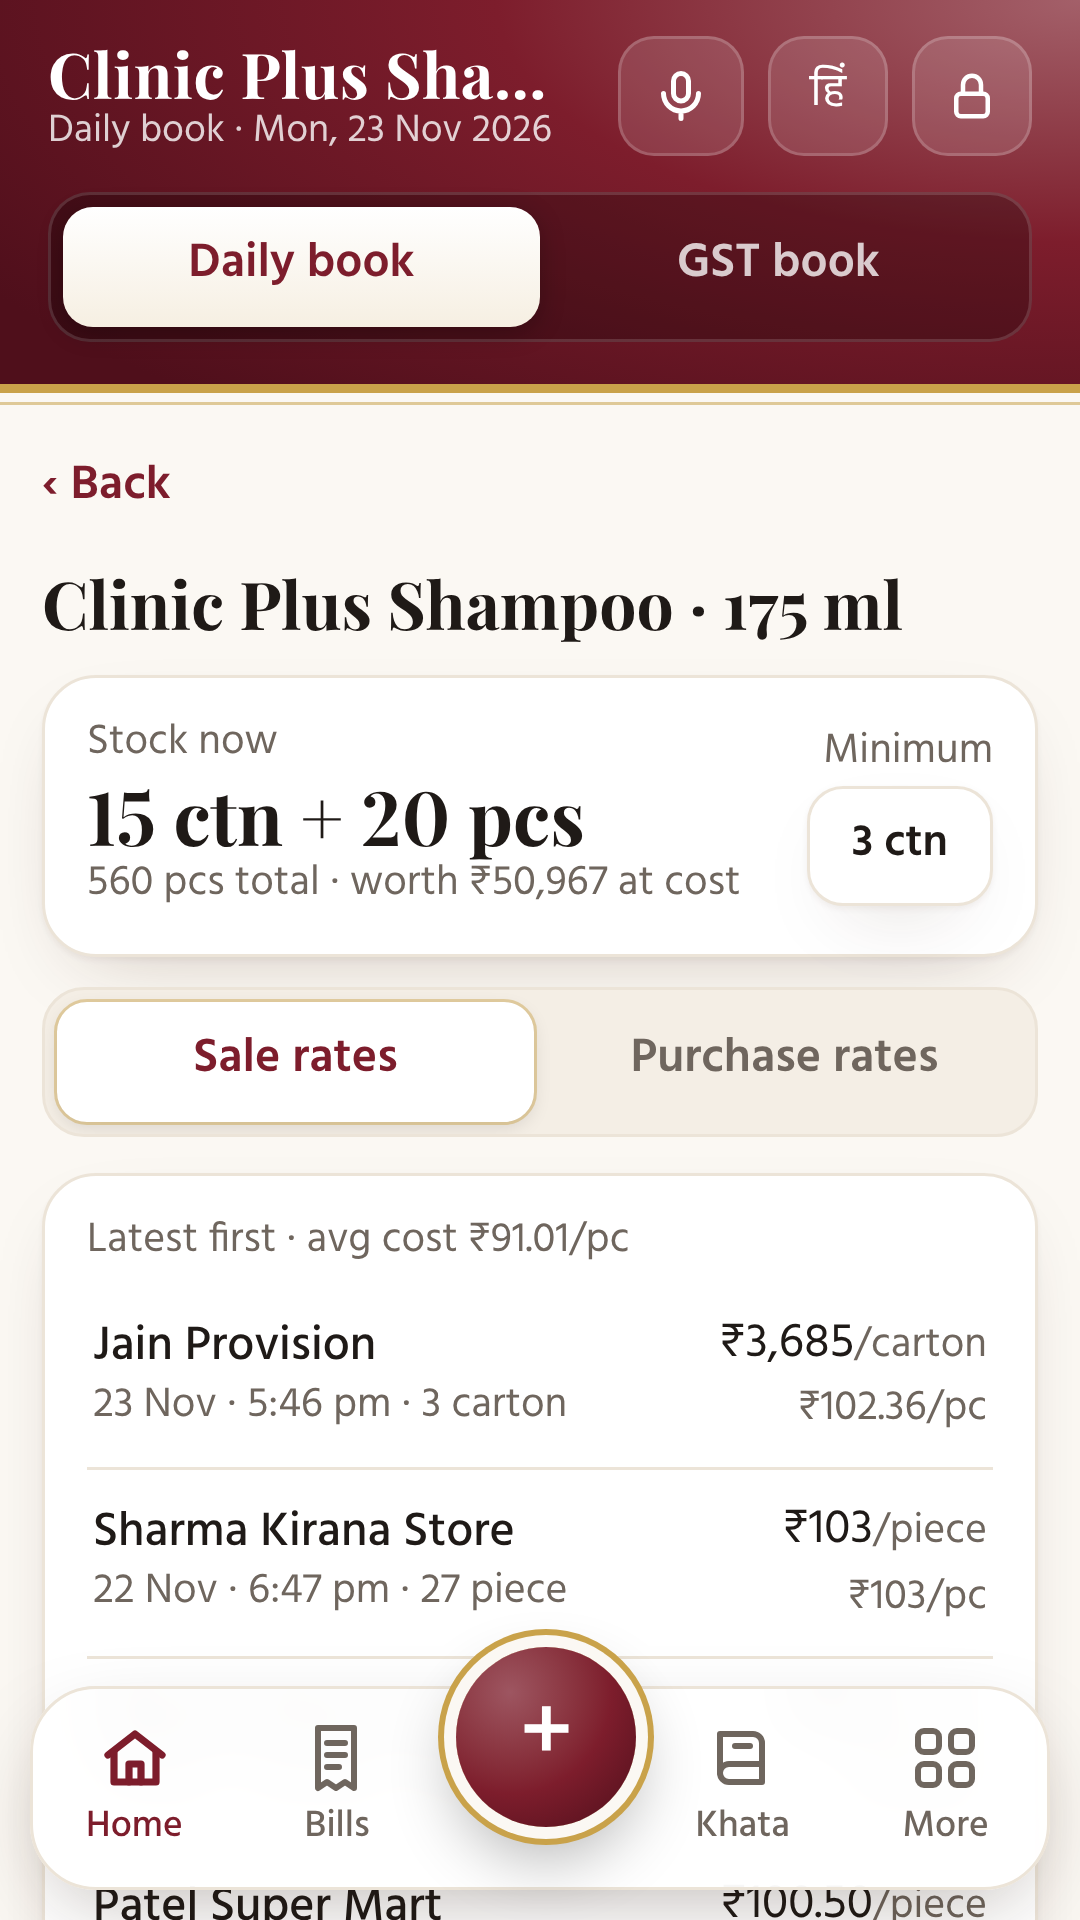 Clinic Plus Sha...
Daily book · Mon, 23 Nov 2026
हिं
Daily book
GST book
‹ Back
Clinic Plus Shampoo · 175 ml
Stock now
Minimum
15 ctn + 20 pcs
3 ctn
560 pcs total · worth ₹50,967 at cost
Sale rates
Purchase rates
Latest first · avg cost ₹91.01/pc
Jain Provision
₹3,685/carton
23 Nov · 5:46 pm · 3 carton
₹102.36/pc
Sharma Kirana Store
₹103/piece
22 Nov · 6:47 pm · 27 piece
₹103/pc
+
Home
Bills
Khata
More
Patel Super Mart
₹100.50/piece